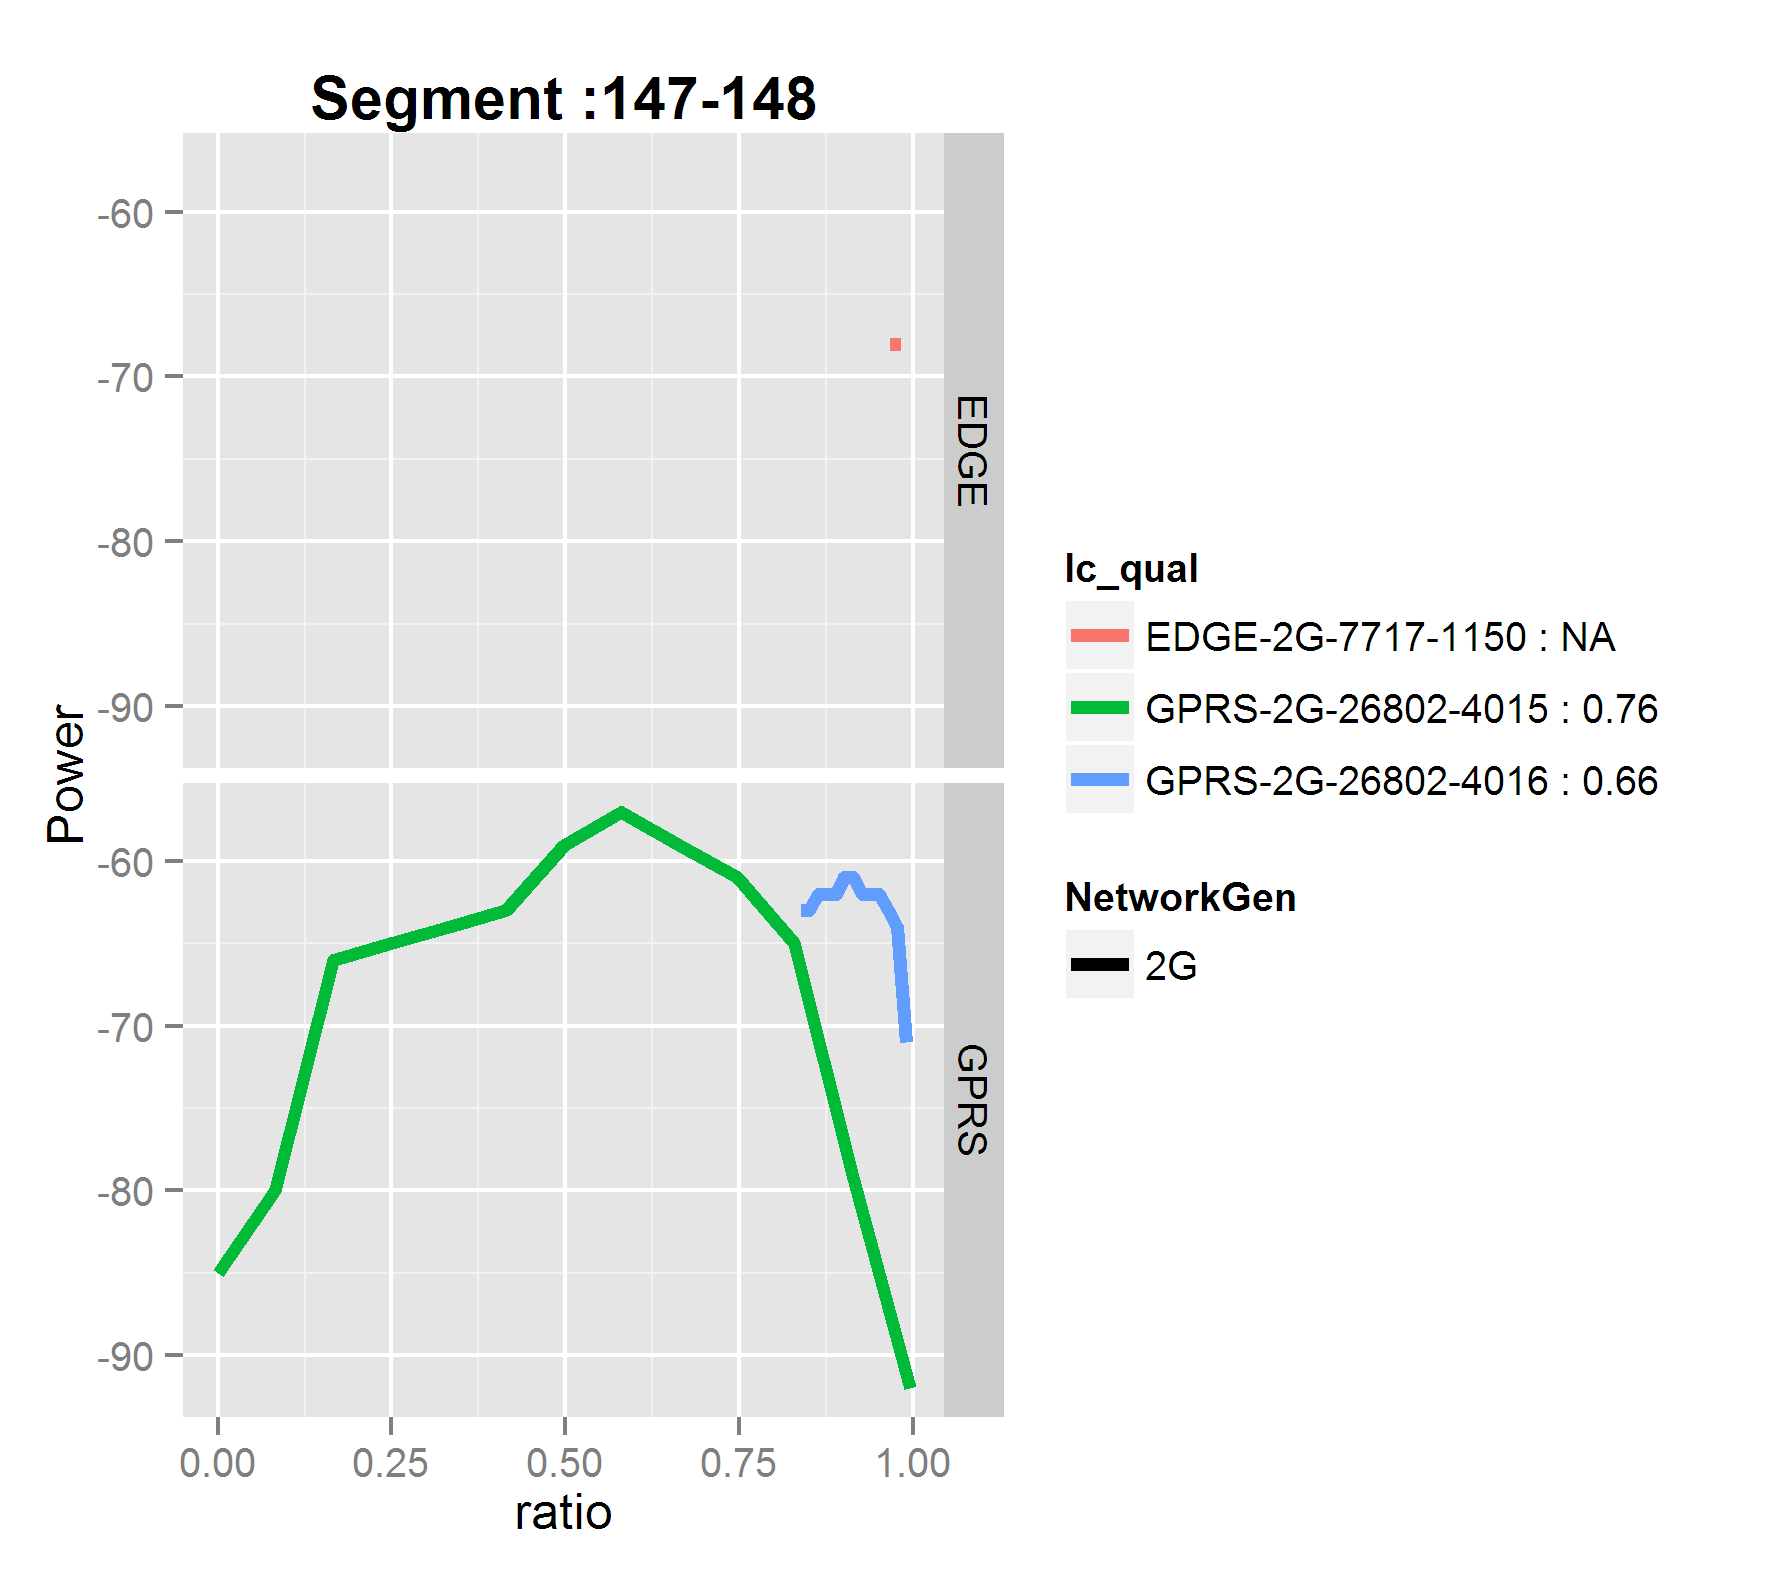 Segment :147-148
-60
-70
-80
-90
EDGE
Power
-60
-70
-80
-90
GPRS
0.00 0.25 0.50 0.75 1.00
ratio
lc_qual
EDGE-2G-7717-1150 : NA
GPRS-2G-26802-4015 : 0.76
GPRS-2G-26802-4016 : 0.66
NetworkGen
2G